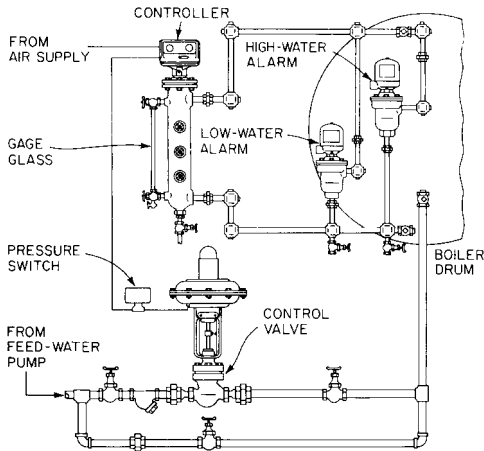 CONTROLLER
FROM
AIR SUPPLY
HIGH-WATER
ALARM
LOW-WATER
ALARM
GAGE
GLASS
PRESSURE
SWITCH
BOILER
DRUM
CONTROL
VALVE
FROM
FEED-WATER
PUMP